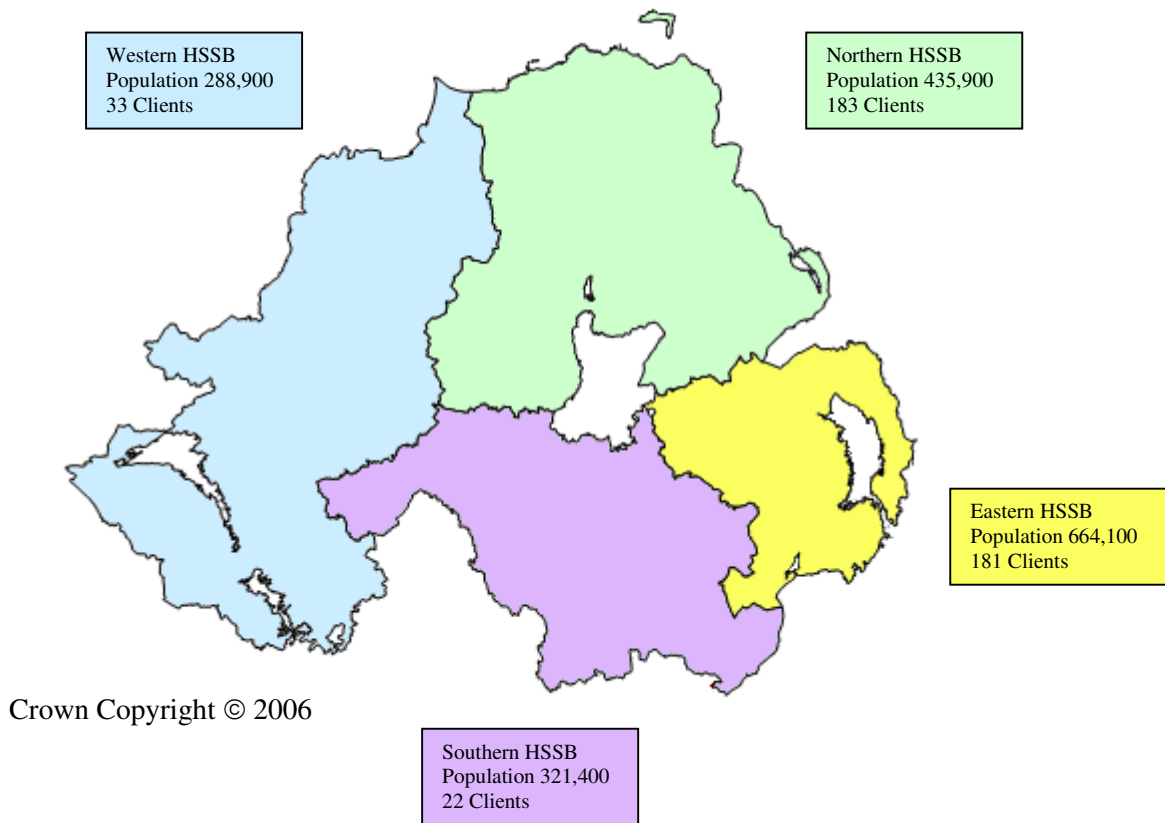 Western HSSB
Population 288,900
33 Clients
Northern HSSB
Population 435,900
183 Clients
Eastern HSSB
Population 664,100
181 Clients
Crown Copyright © 2006
Southern HSSB
Population 321,400
22 Clients